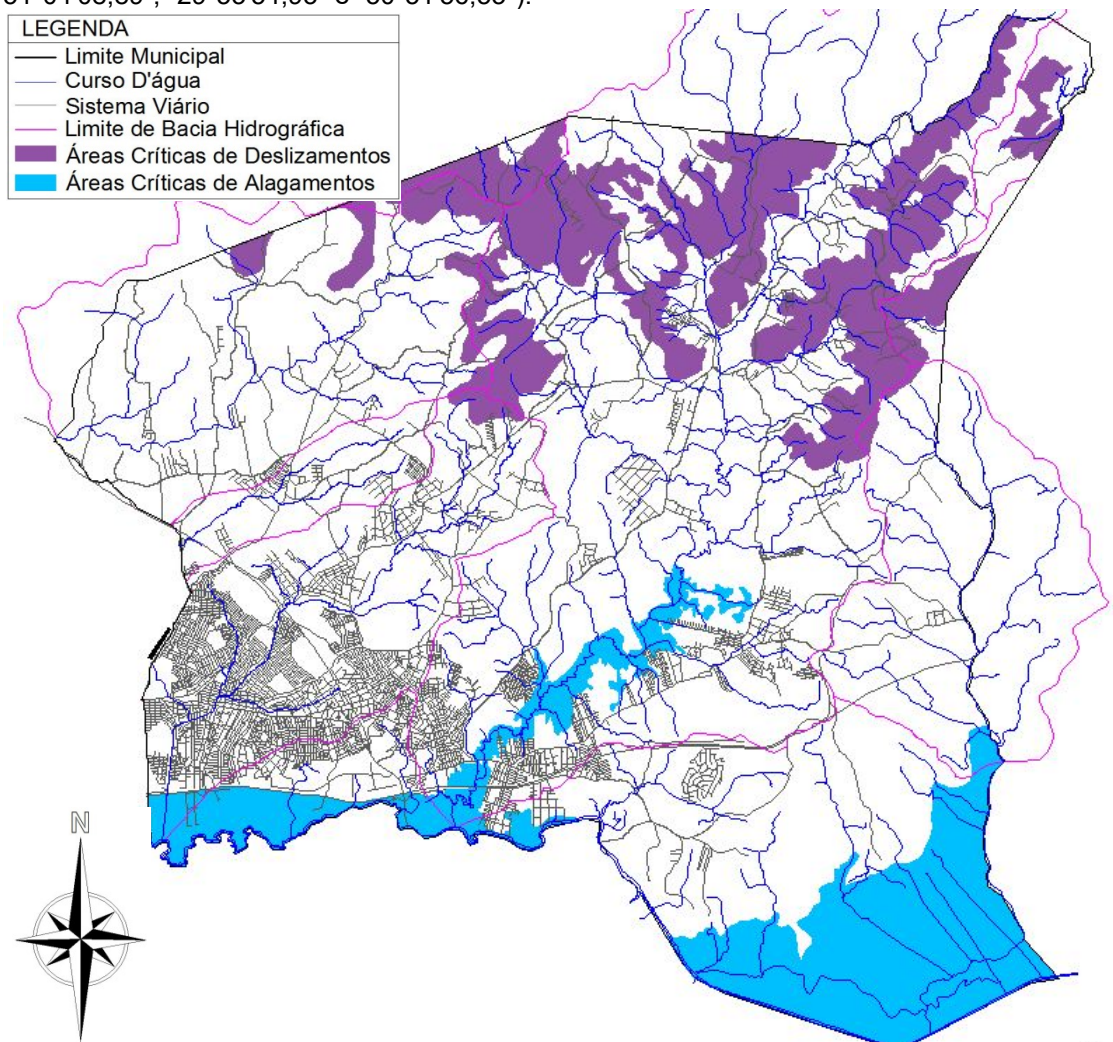 LEGENDA
Limite Municipal
Curso D'água
Sistema Viário
Limite de Bacia Hidrográfica
Áreas Críticas de Deslizamentos
Áreas Críticas de Alagamentos
N